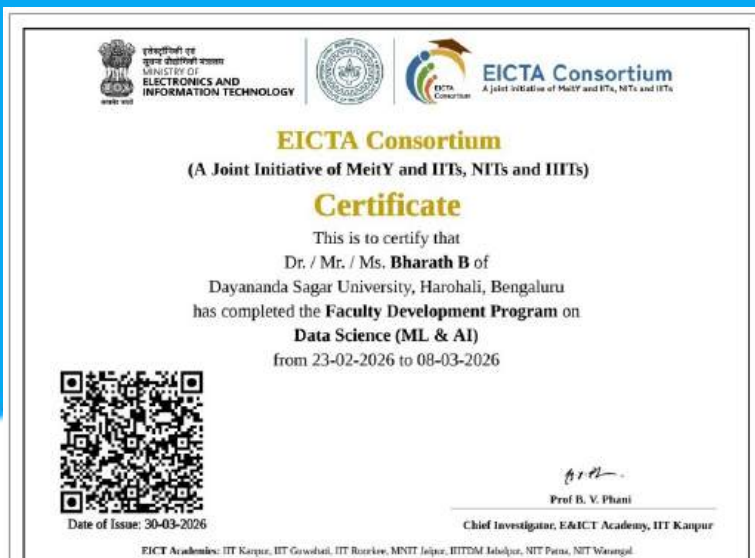 इलेक्ट्रॉनिकी एवं
सूचना प्रौद्योगिकी मंत्रालय
MINISTRY OF
ELECTRONICS AND
INFORMATION TECHNOLOGY
EICTA
Consortium
EICTA Consortium
A joint initiative of MeitY and IITs, NITs and IIITs
EICTA Consortium
(A Joint Initiative of MeitY and IITs, NITs and IIITs)
Certificate
This is to certify that
Dr. / Mr. / Ms. Bharath B of
Dayananda Sagar University, Harohali, Bengaluru
has completed the Faculty Development Program on
Data Science (ML & AI)
from 23-02-2026 to 08-03-2026
Prof B. V. Phani
Date of Issue: 30-03-2026
Chief Investigator, E&ICT Academy, IIT Kanpur
EICT Academies: IIT Kanpur, IIT Guwahati, IIT Roorkee, MNIT Jaipur, IIITDM Jabalpur, NIT Patna, NIT Warangal